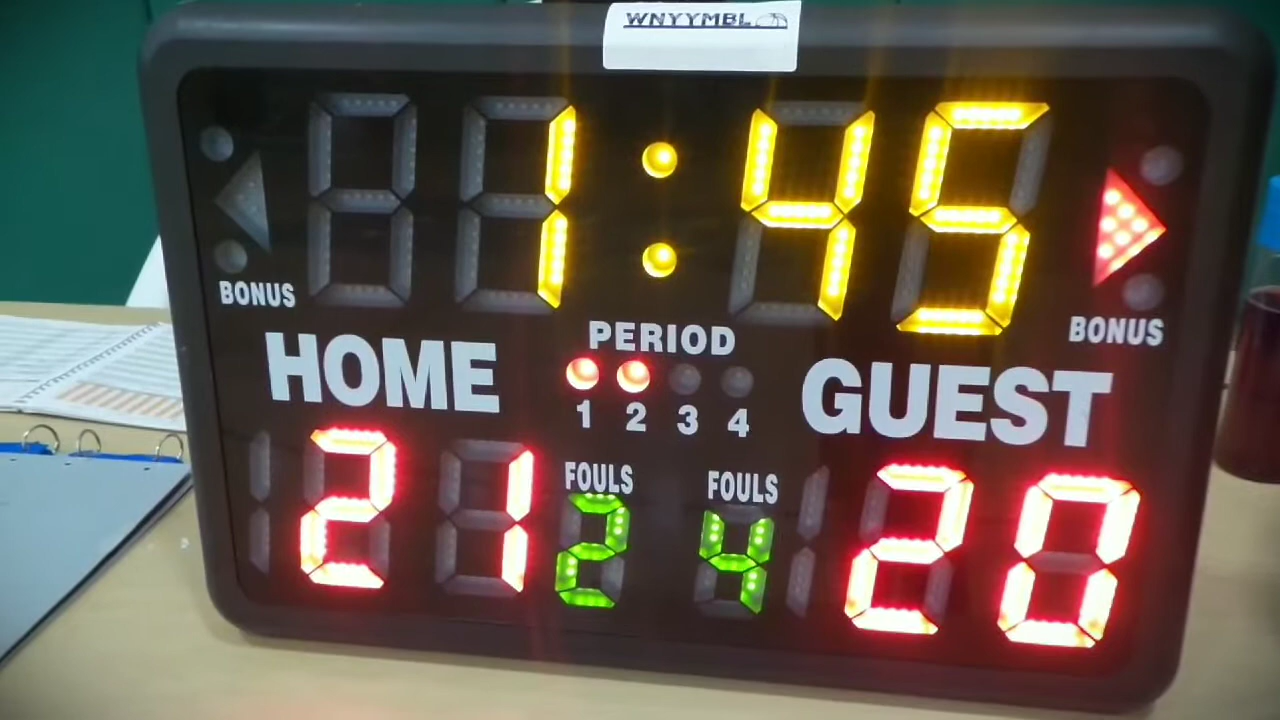 WNYYMBL
1:45
BONUS
PERIOD
BONUS
HOME
GUEST
1 2 3 4
FOULS
FOULS
21
2
4
20